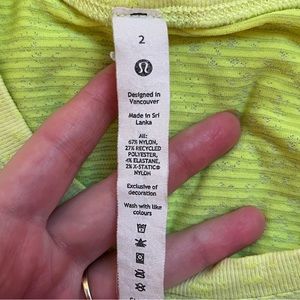 2
Designed in
Vancouver
Made in Sri
Lanka
All:
67% NYLON,
27% RECYCLED
POLYESTER,
4% ELASTANE,
2% X-STATIC®
NYLON
Exclusive of
decoration
Wash with like
colours